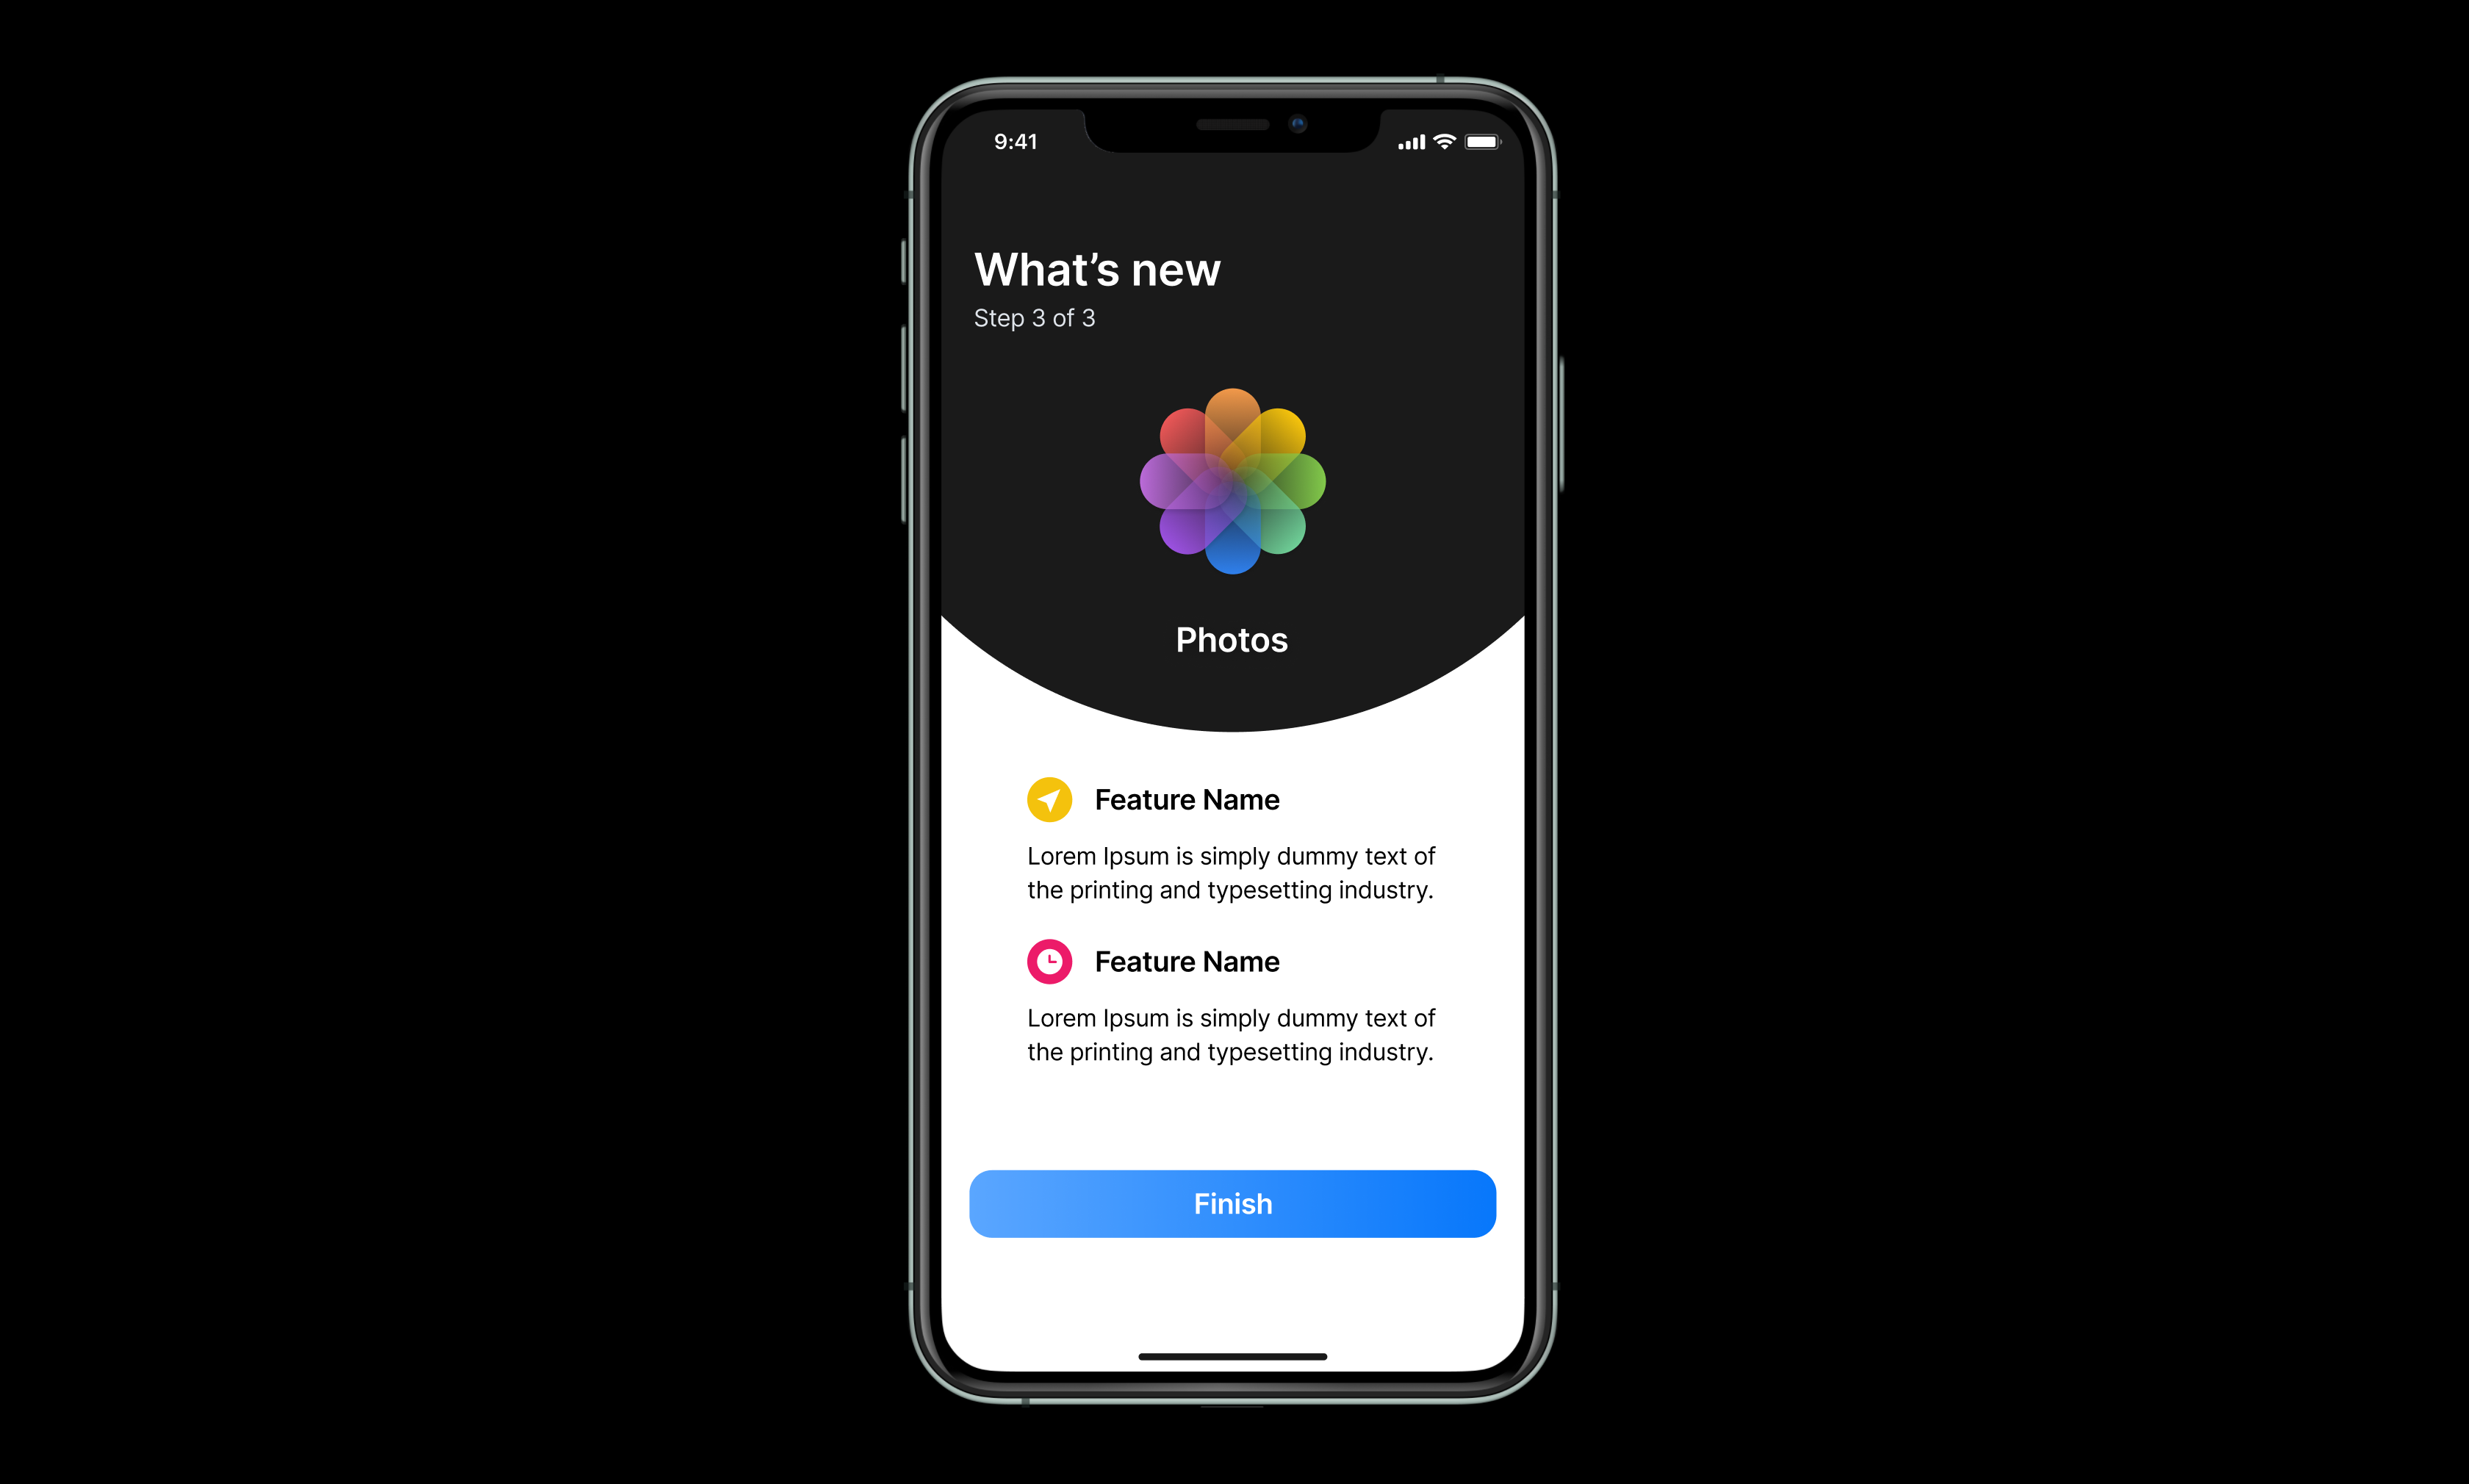 9:41
What’s new
Step 3 of 3
Photos
Feature Name
Lorem Ipsum is simply dummy text of
the printing and typesetting industry.
Feature Name
Lorem Ipsum is simply dummy text of
the printing and typesetting industry.
Finish